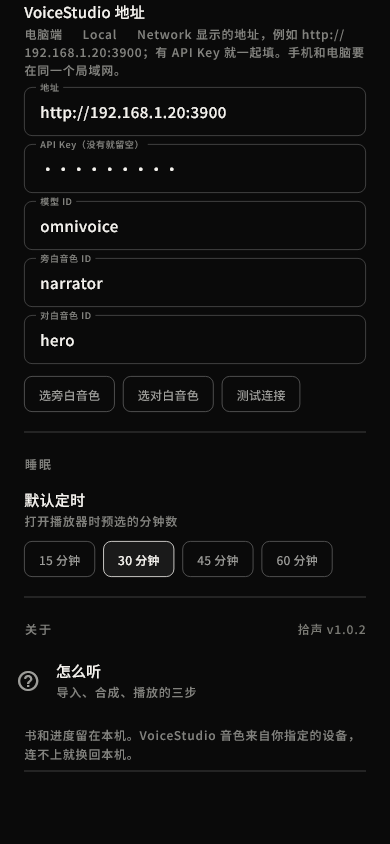 VoiceStudio 地址
电脑端 Local Network 显示的地址，例如 http://
192.168.1.20:3900；有 API Key 就一起填。手机和电脑要
在同一个局域网。
地址
http://192.168.1.20:3900
API Key（没有就留空）
• • • • • • • • •
模型 ID
omnivoice
旁白音色 ID
narrator
对白音色 ID
hero
选旁白音色 选对白音色 测试连接
睡眠
默认定时
打开播放器时预选的分钟数
15 分钟 30 分钟 45 分钟 60 分钟
关于 拾声 v1.0.2
怎么听
导入、合成、播放的三步
书和进度留在本机。VoiceStudio 音色来自你指定的设备，
连不上就换回本机。